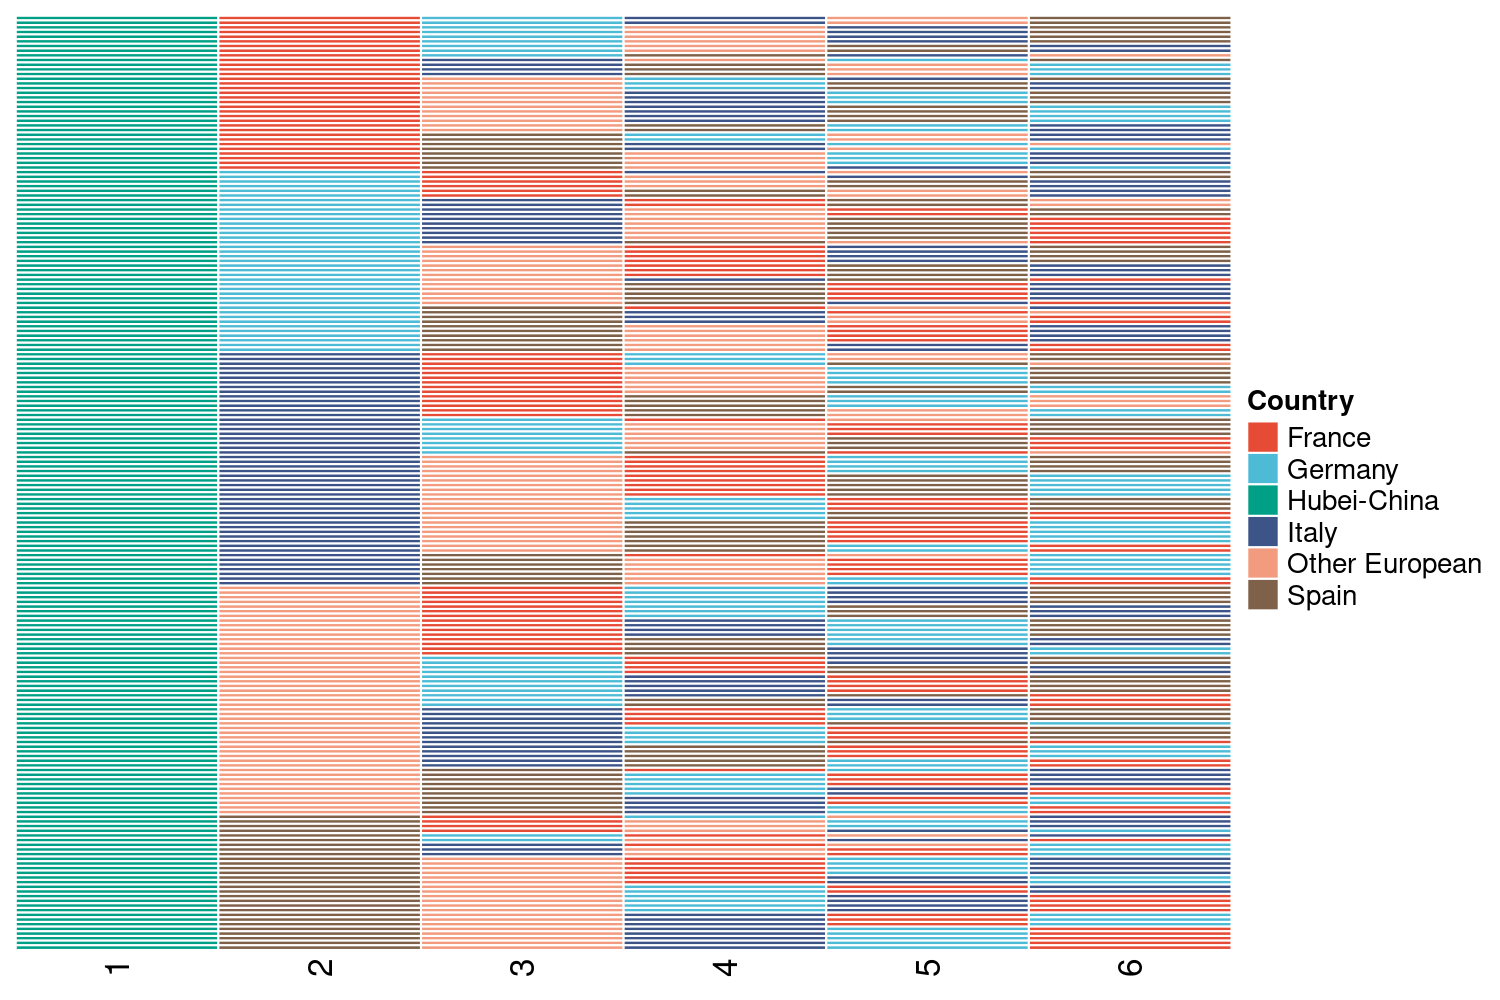 Country
France
Germany
Hubei-China
Italy
Other European
Spain
1 2 3 4 5 6